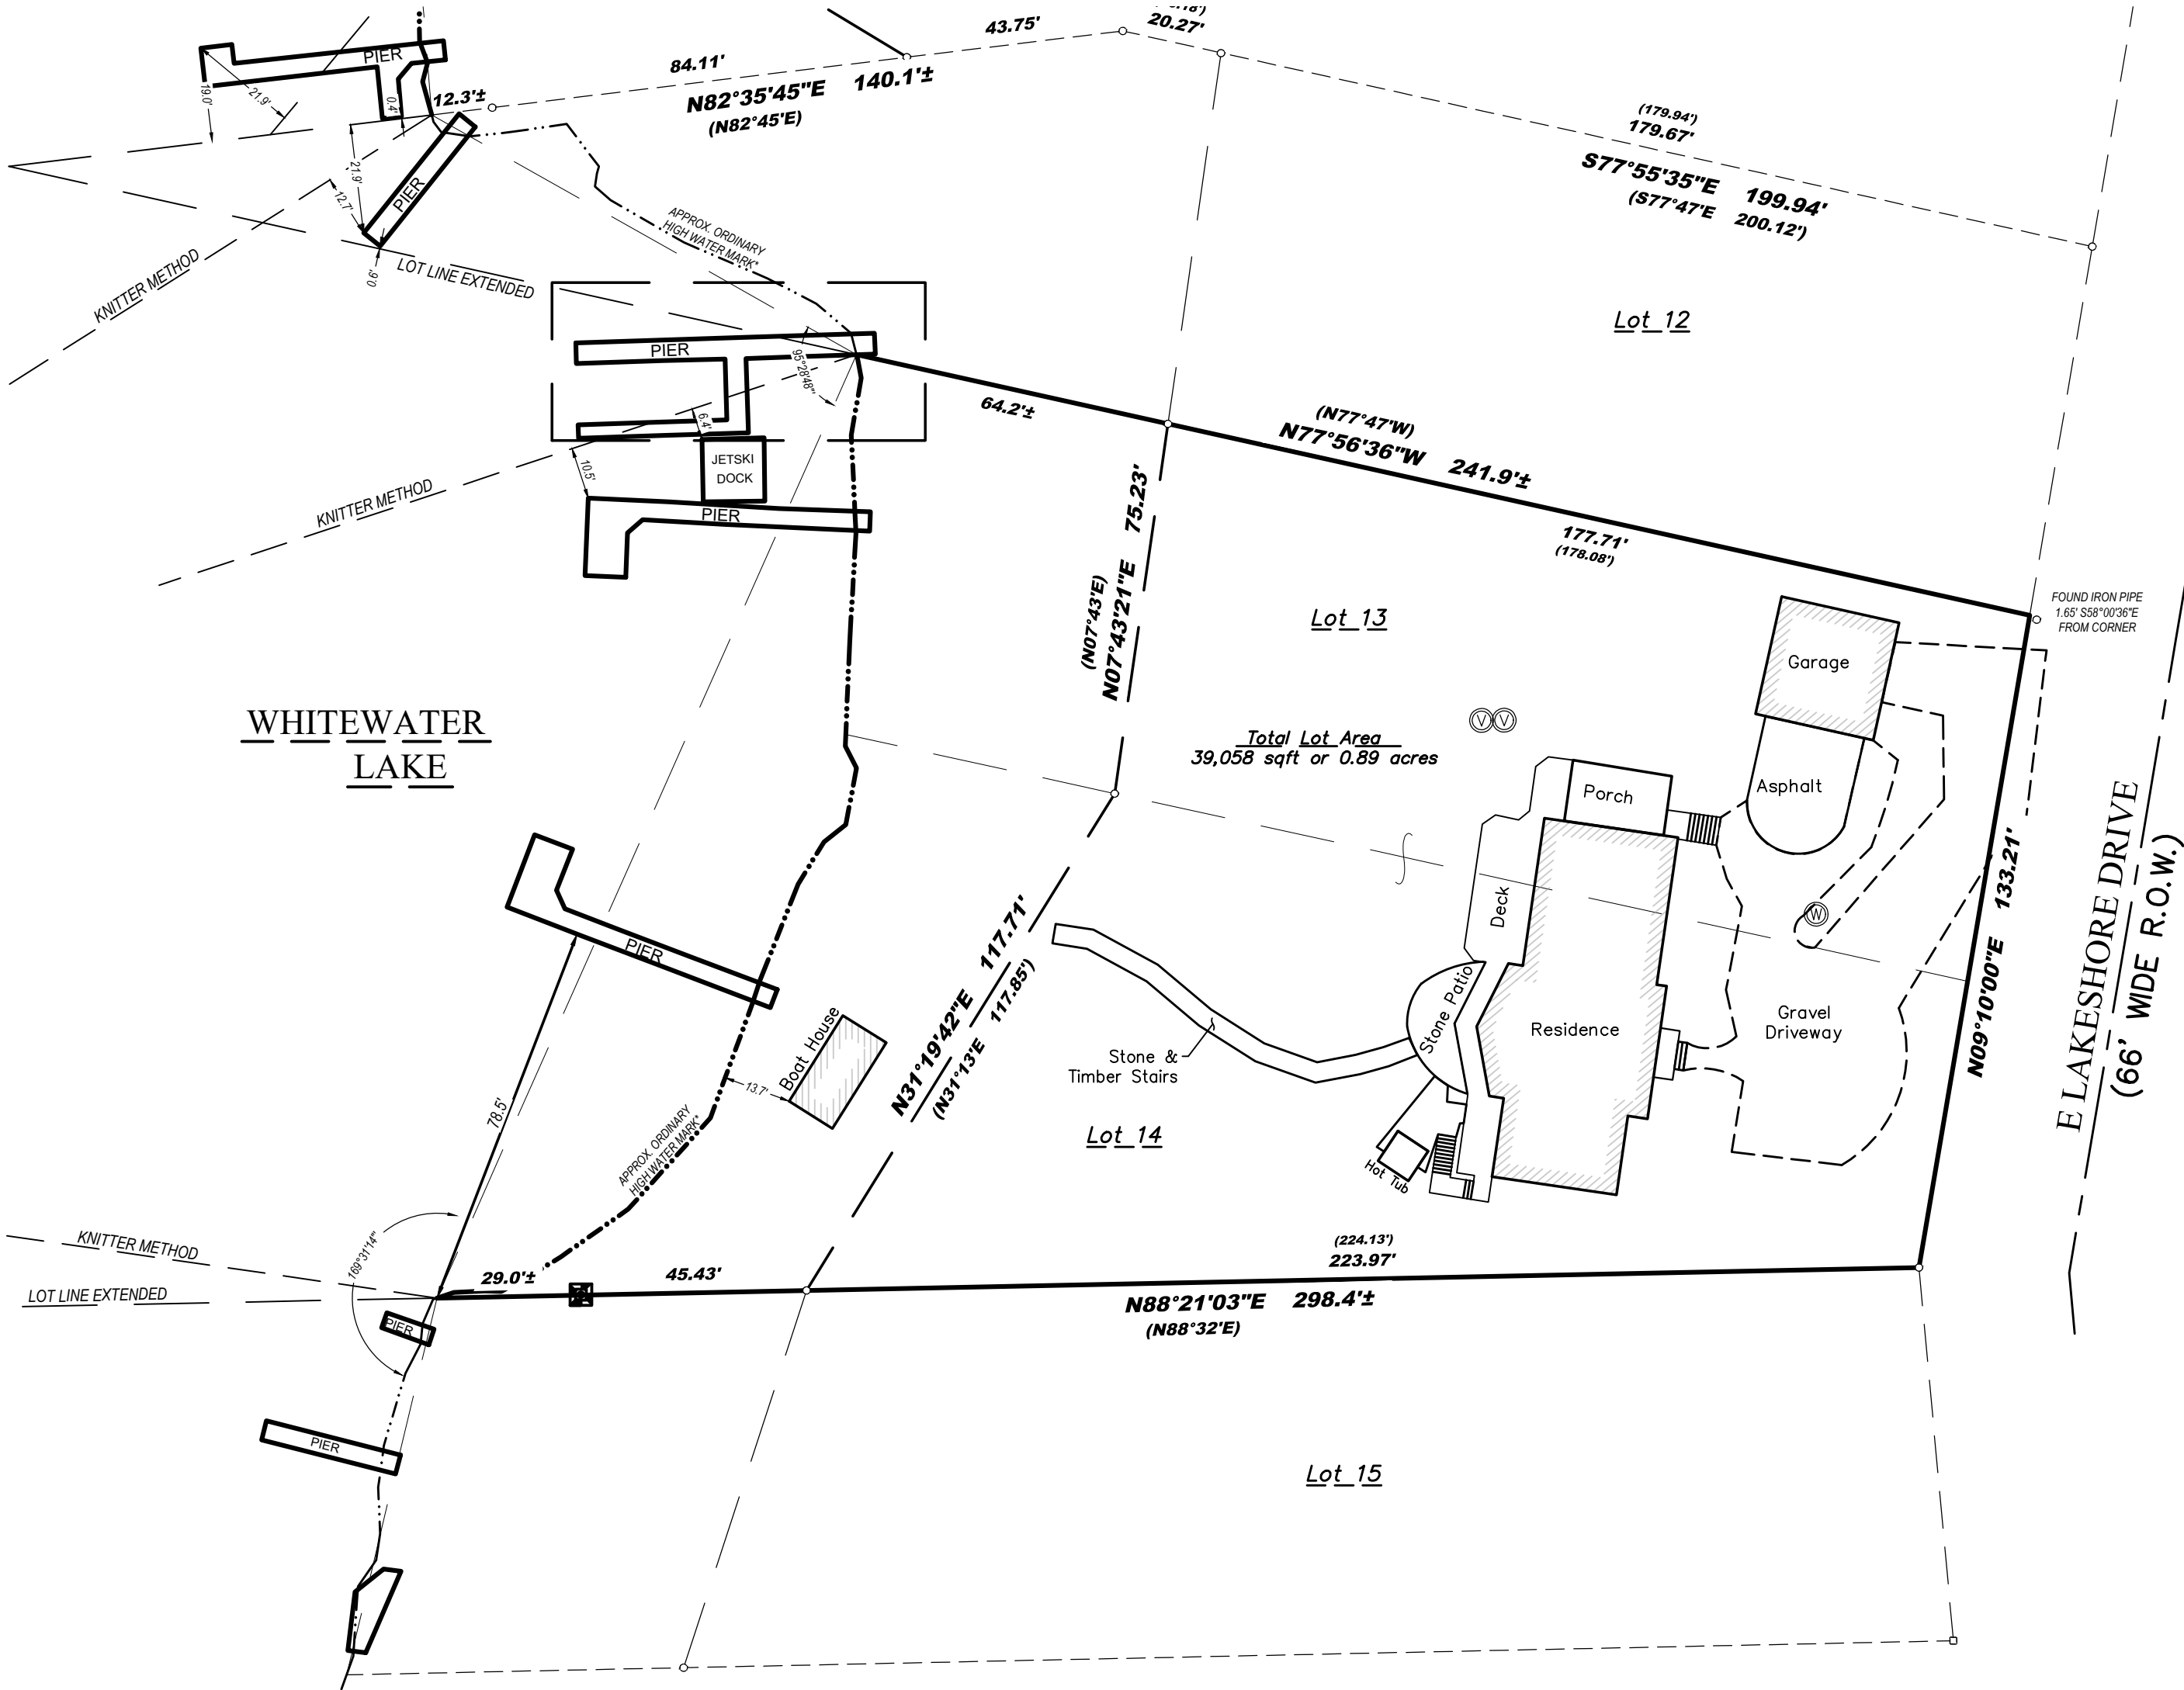 20.27'
43.75'
84.11'
N82°35'45"E 140.1'±
(N82°45'E)
12.3'±
PIER
19.0'
21.9'
0.4'
21.9'
12.7'
PIER
0.6'
KNITTER METHOD
LOT LINE EXTENDED
APPROX. ORDINARY
HIGH WATER MARK*
(179.94')
179.67'
S77°55'35"E 199.94'
(S77°47'E 200.12')
Lot 12
PIER
95°28'48"
6.4'
JETSKI
DOCK
10.5'
KNITTER METHOD
PIER
64.2'±
(N77°47'W)
N77°56'36"W 241.9'±
177.71'
(178.08')
(N07°43'E)
N07°43'21"E 75.23'
Lot 13
FOUND IRON PIPE
1.65' S58°00'36"E
FROM CORNER
Garage
V V
WHITEWATER
LAKE
Total Lot Area
39,058 sqft or 0.89 acres
Porch
Asphalt
Deck
W
N09°10'00"E 133.21'
E LAKESHORE DRIVE
(66' WIDE R.O.W.)
PIER
N31°19'42"E 117.71'
(N31°13'E 117.85')
Stone Patio
Residence
Gravel
Driveway
Boat House
13.7'
Stone &
Timber Stairs
78.5'
APPROX. ORDINARY
HIGH WATER MARK*
Lot 14
Hot Tub
169°31'14"
KNITTER METHOD
LOT LINE EXTENDED
29.0'±
45.43'
(224.13')
223.97'
N88°21'03"E 298.4'±
(N88°32'E)
PIER
PIER
Lot 15